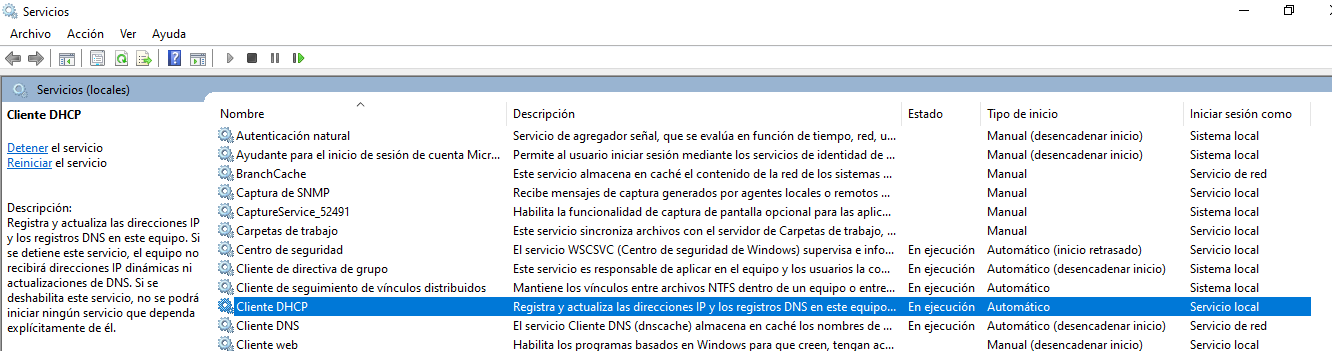 Servicios
Archivo Acción Ver Ayuda
Servicios (locales)
Cliente DHCP
Detener el servicio
Reiniciar el servicio
Descripción:
Registra y actualiza las direcciones IP
y los registros DNS en este equipo. Si
se detiene este servicio, el equipo no
recibirá direcciones IP dinámicas ni
actualizaciones de DNS. Si se
deshabilita este servicio, no se podrá
iniciar ningún servicio que dependa
explícitamente de él.
Nombre Descripción Estado Tipo de inicio Iniciar sesión como
Autenticación natural Servicio de agregador señal, que se evalúa en función de tiempo, red, u... Manual (desencadenar inicio) Sistema local
Ayudante para el inicio de sesión de cuenta Micr... Permite al usuario iniciar sesión mediante los servicios de identidad de ... Manual (desencadenar inicio) Sistema local
BranchCache Este servicio almacena en caché el contenido de la red de los sistemas ... Manual Servicio de red
Captura de SNMP Recibe mensajes de captura generados por agentes locales o remotos ... Manual Servicio local
CaptureService_52491 Habilita la funcionalidad de captura de pantalla opcional para las aplic... Manual Sistema local
Carpetas de trabajo Este servicio sincroniza archivos con el servidor de Carpetas de trabajo, ... Manual Servicio local
Centro de seguridad El servicio WSCSVC (Centro de seguridad de Windows) supervisa e info... En ejecución Automático (inicio retrasado) Servicio local
Cliente de directiva de grupo Este servicio es responsable de aplicar en el equipo y los usuarios la co... En ejecución Automático (desencadenar inicio) Sistema local
Cliente de seguimiento de vínculos distribuidos Mantiene los vínculos entre archivos NTFS dentro de un equipo o entre... En ejecución Automático Sistema local
Cliente DHCP Registra y actualiza las direcciones IP y los registros DNS en este equipo... En ejecución Automático Servicio local
Cliente DNS El servicio Cliente DNS (dnscache) almacena en caché los nombres de ... En ejecución Automático (desencadenar inicio) Servicio de red
Cliente web Habilita los programas basados en Windows para que creen, tengan ac... Manual (desencadenar inicio) Servicio local